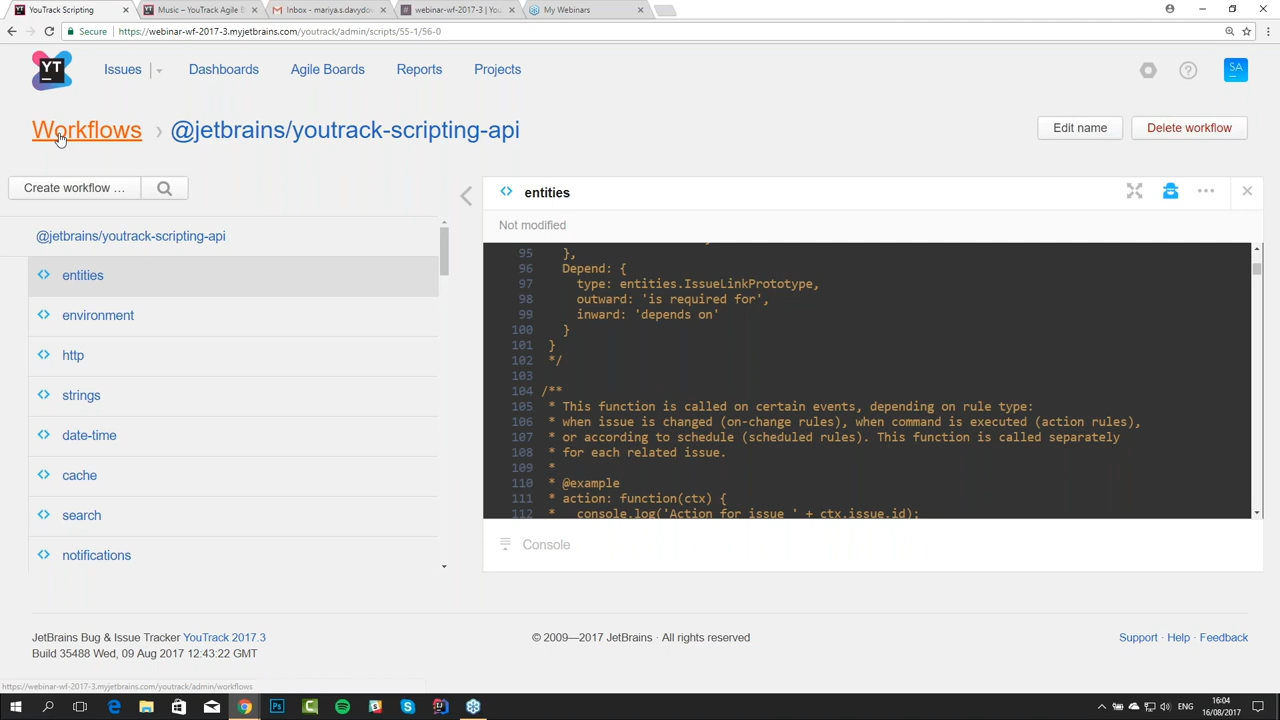 YouTrack Scripting
Music – YouTrack Agile B
Inbox - mariya.s.davydow
webinar-wf-2017-3 | You
My Webinars
Secure
https://webinar-wf-2017-3.myjetbrains.com/youtrack/admin/scripts/55-1/56-0
YT
Issues
Dashboards
Agile Boards
Reports
Projects
SA
Workflows › @jetbrains/youtrack-scripting-api
Edit name
Delete workflow
Create workflow ...
@jetbrains/youtrack-scripting-api
entities
environment
http
strings
date-time
cache
search
notifications
entities
Not modified
95 },
96 Depend: {
97 type: entities.IssueLinkPrototype,
98 outward: 'is required for',
99 inward: 'depends on'
100 }
101 }
102 */
103
104 /**
105 * This function is called on certain events, depending on rule type:
106 * when issue is changed (on-change rules), when command is executed (action rules),
107 * or according to schedule (scheduled rules). This function is called separately
108 * for each related issue.
109 *
110 * @example
111 * action: function(ctx) {
112 * console.log('Action for issue ' + ctx.issue.id);
Console
JetBrains Bug & Issue Tracker YouTrack 2017.3
Build 35488 Wed, 09 Aug 2017 12:43:22 GMT
© 2009—2017 JetBrains · All rights reserved
Support · Help · Feedback
https://webinar-wf-2017-3.myjetbrains.com/youtrack/admin/workflows
Ps
ENG
16:04
16/08/2017